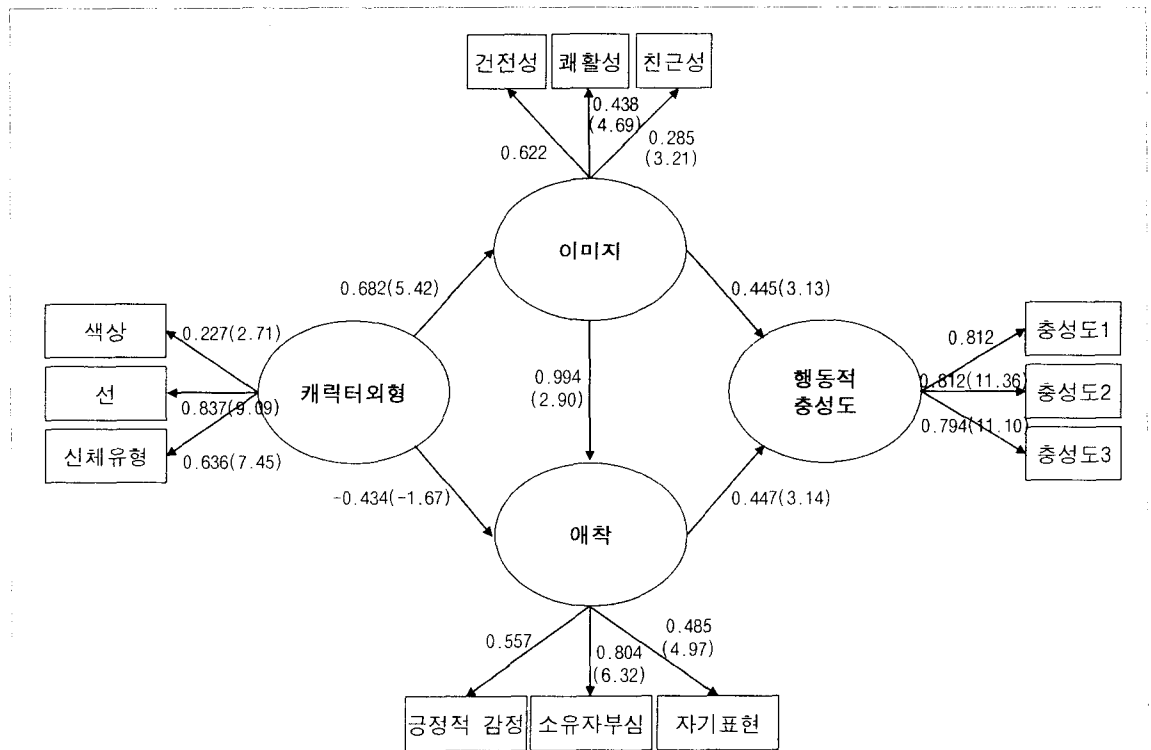 건전성 쾌활성 친근성
0.438
(4.69)
0.622
0.285
(3.21)
이미지
0.682(5.42)
0.445(3.13)
색상
0.227(2.71)
0.812
충성도1
선
0.837(9.09)
캐릭터외형
0.994
(2.90)
행동적
충성도
0.812(11.36)
충성도2
신체유형
0.636(7.45)
0.794(11.10)
충성도3
-0.434(-1.67)
0.447(3.14)
애착
0.557
0.804
(6.32)
0.485
(4.97)
긍정적 감정 소유자부심 자기표현